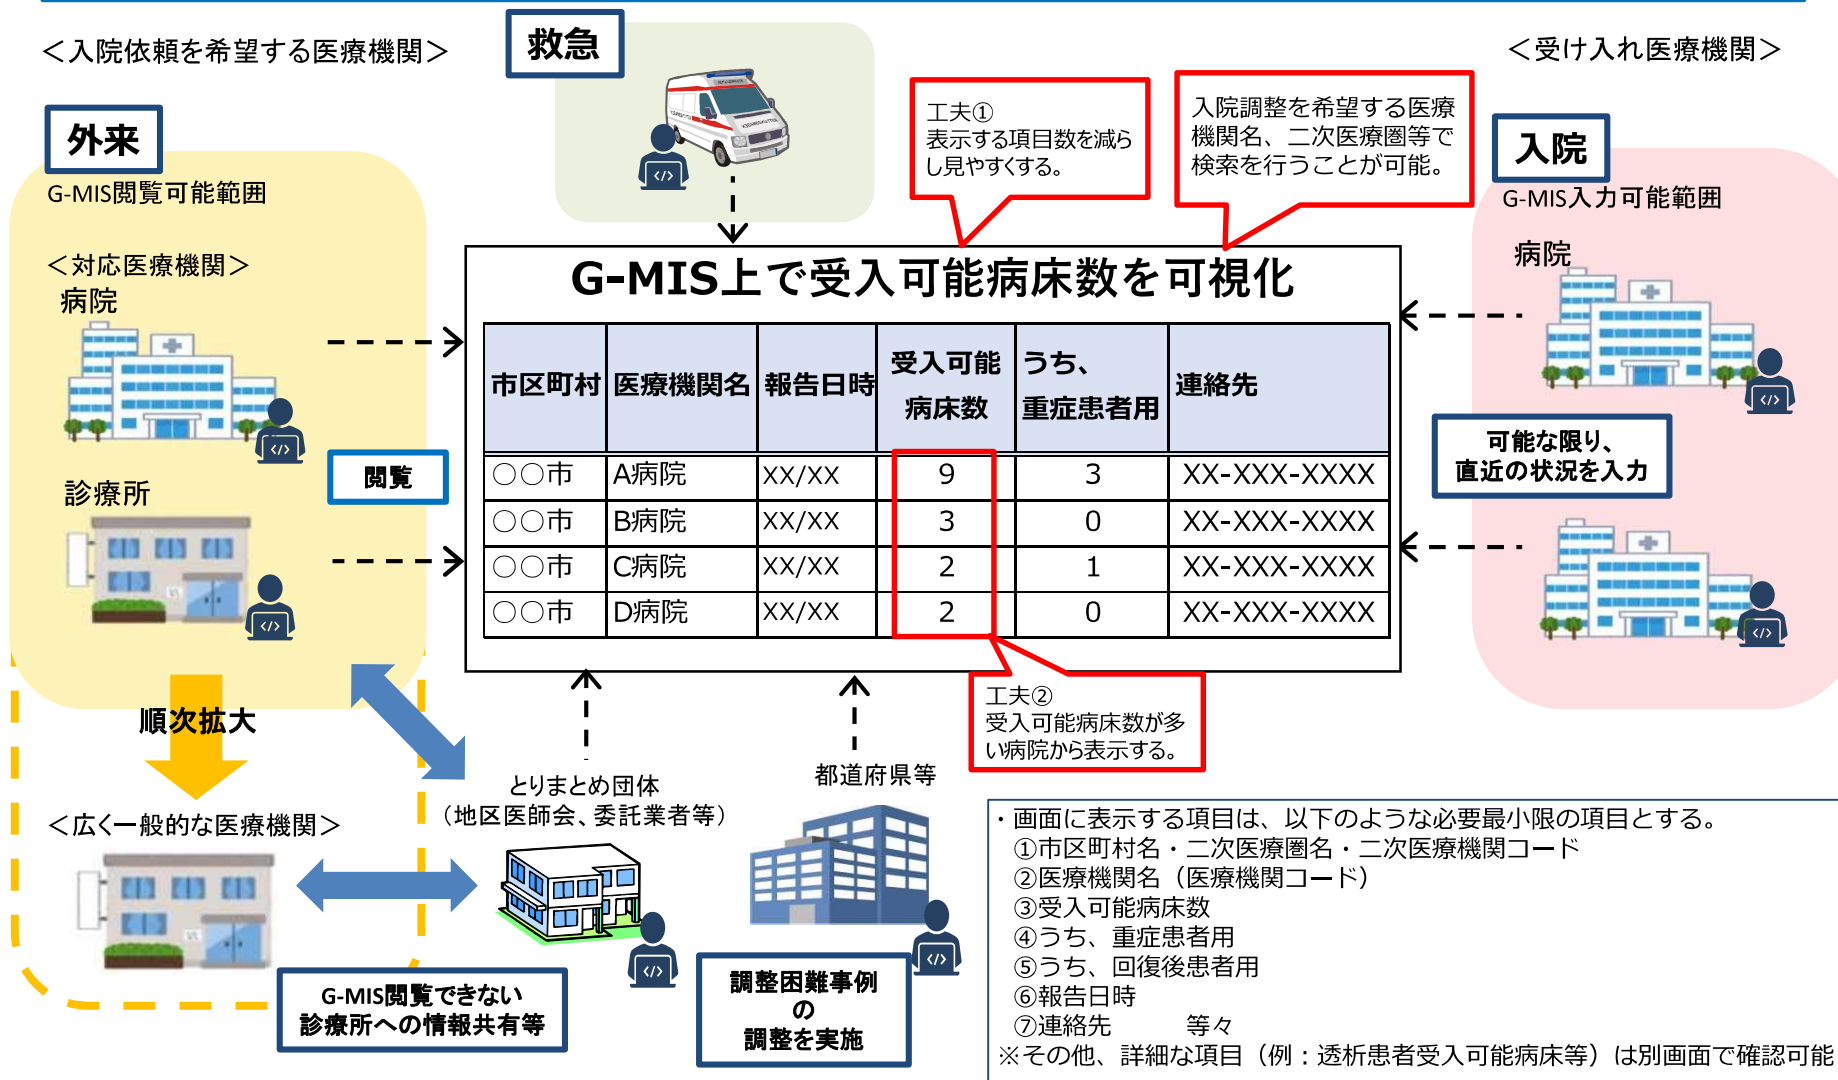 ＜入院依頼を希望する医療機関＞
救急
＜受け入れ医療機関＞
外来
G-MIS閲覧可能範囲
＜対応医療機関＞
病院
診療所
閲覧
順次拡大
＜広く一般的な医療機関＞
G-MIS閲覧できない
診療所への情報共有等
工夫①
表示する項目数を減ら
し見やすくする。
入院調整を希望する医療
機関名、二次医療圏等で
検索を行うことが可能。
G-MIS上で受入可能病床数を可視化
市区町村 医療機関名 報告日時 受入可能病床数 うち、重症患者用 連絡先
○○市 A病院 XX/XX 9 3 XX-XXX-XXXX
○○市 B病院 XX/XX 3 0 XX-XXX-XXXX
○○市 C病院 XX/XX 2 1 XX-XXX-XXXX
○○市 D病院 XX/XX 2 0 XX-XXX-XXXX
工夫②
受入可能病床数が多
い病院から表示する。
とりまとめ団体
（地区医師会、委託業者等）
都道府県等
調整困難事例
の
調整を実施
入院
G-MIS入力可能範囲
病院
可能な限り、
直近の状況を入力
・画面に表示する項目は、以下のような必要最小限の項目とする。
①市区町村名・二次医療圏名・二次医療機関コード
②医療機関名（医療機関コード）
③受入可能病床数
④うち、重症患者用
⑤うち、回復後患者用
⑥報告日時
⑦連絡先　　　等々
※その他、詳細な項目（例：透析患者受入可能病床等）は別画面で確認可能